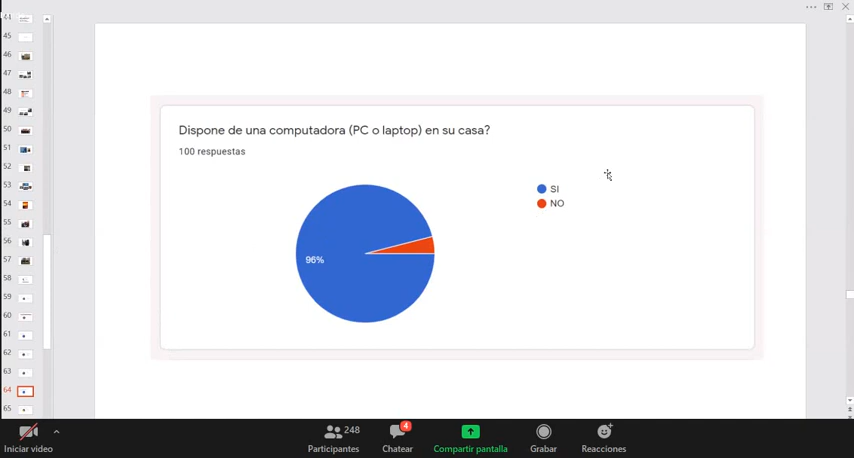 44
45
46
47
48
49
50
51
52
53
54
55
56
57
58
59
60
61
62
63
64
65
Dispone de una computadora (PC o laptop) en su casa?
100 respuestas
SI
NO
96%
248
4
Iniciar video
Participantes
Chatear
Compartir pantalla
Grabar
Reacciones